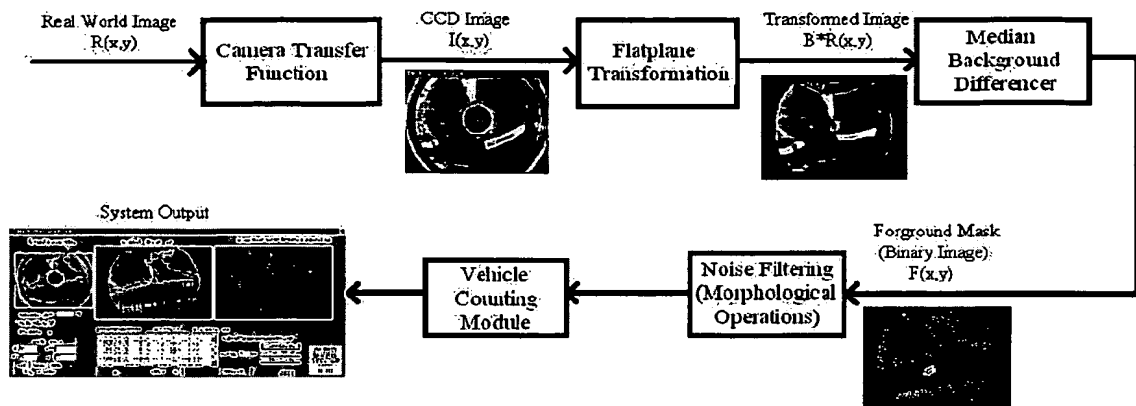 Real World Image
R(x,y)
Camera Transfer
Function
CCD Image
I(x,y)
Flatplane
Transformation
Transformed Image
B*R(x,y)
Median
Background
Differencer
Forground Mask
(Binary Image)
F(x,y)
Noise Filtering
(Morphological
Operations)
Vehicle
Counting
Module
System Output